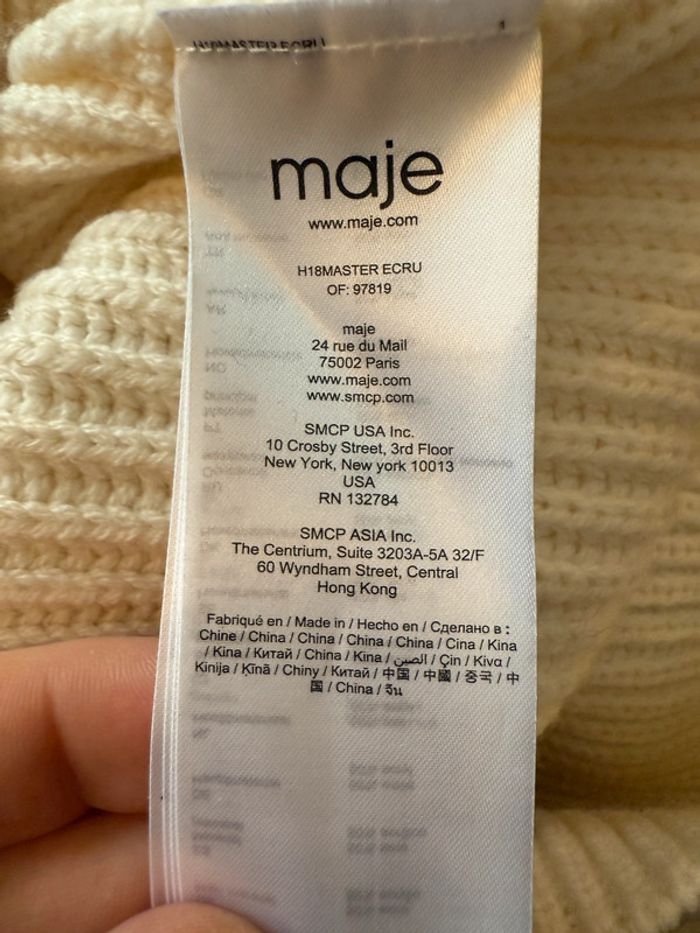 maje
www.maje.com
H18MASTER ECRU
OF: 97819
maje
24 rue du Mail
75002 Paris
www.maje.com
www.smcp.com
SMCP USA Inc.
10 Crosby Street, 3rd Floor
New York, New york 10013
USA
RN 132784
SMCP ASIA Inc.
The Centrium, Suite 3203A-5A 32/F
60 Wyndham Street, Central
Hong Kong
Fabriqué en / Made in / Hecho en / Сделано в :
Chine / China / China / China / China / Cina / Kina
/ Kina / Китай / China / Kina / الصين / Çin / Kίνα /
Kinija / Ķīnā / Chiny / Китай / 中国 / 中國 / 중국 / 中
国 / China / จีน